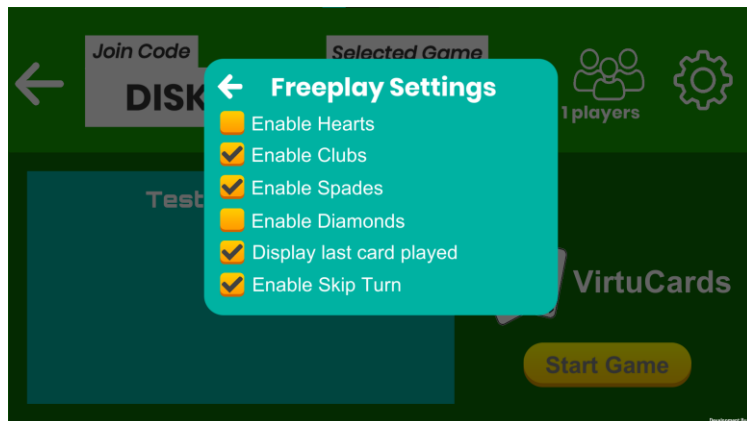 Join Code
Selected Game
DISK
Freeplay Settings
Enable Hearts
Enable Clubs
Enable Spades
Enable Diamonds
Display last card played
Enable Skip Turn
1 players
Test
VirtuCards
Start Game